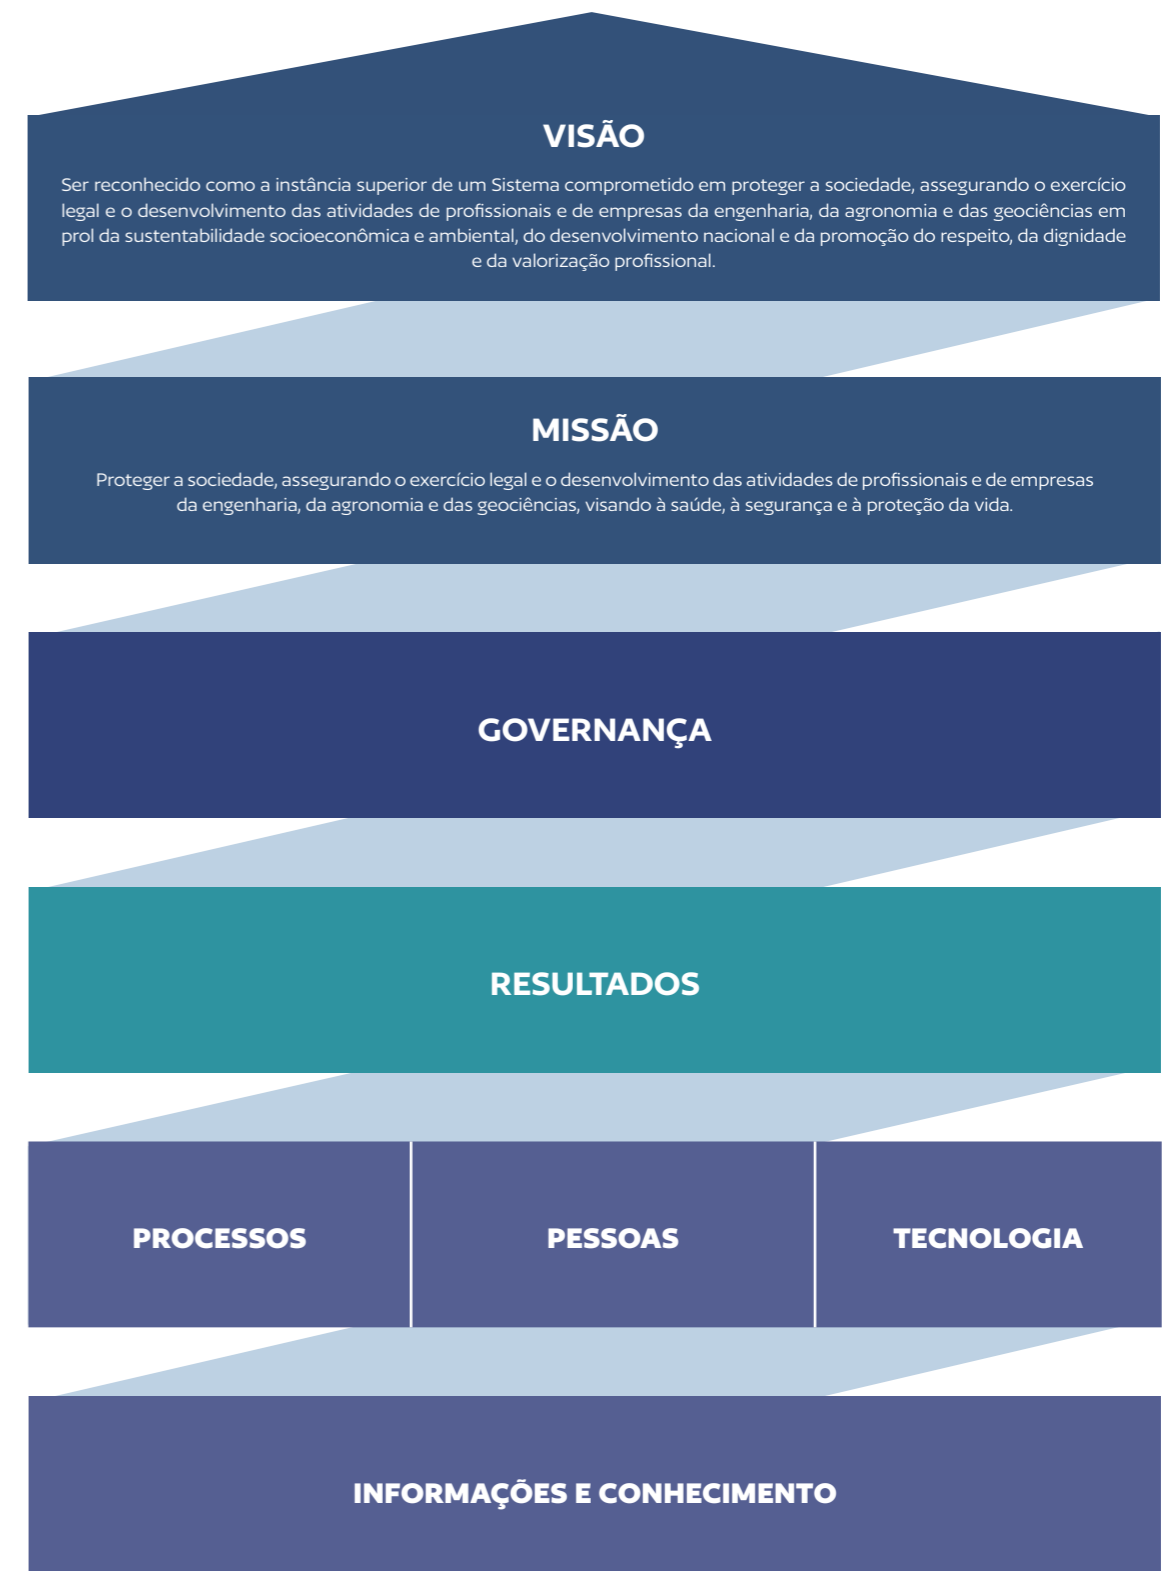 VISÃO
Ser reconhecido como a instância superior de um Sistema comprometido em proteger a sociedade, assegurando o exercício
legal e o desenvolvimento das atividades de profissionais e de empresas da engenharia, da agronomia e das geociências em
prol da sustentabilidade socioeconômica e ambiental, do desenvolvimento nacional e da promoção do respeito, da dignidade
e da valorização profissional.
MISSÃO
Proteger a sociedade, assegurando o exercício legal e o desenvolvimento das atividades de profissionais e de empresas
da engenharia, da agronomia e das geociências, visando à saúde, à segurança e à proteção da vida.
GOVERNANÇA
RESULTADOS
PROCESSOS
PESSOAS
TECNOLOGIA
INFORMAÇÕES E CONHECIMENTO